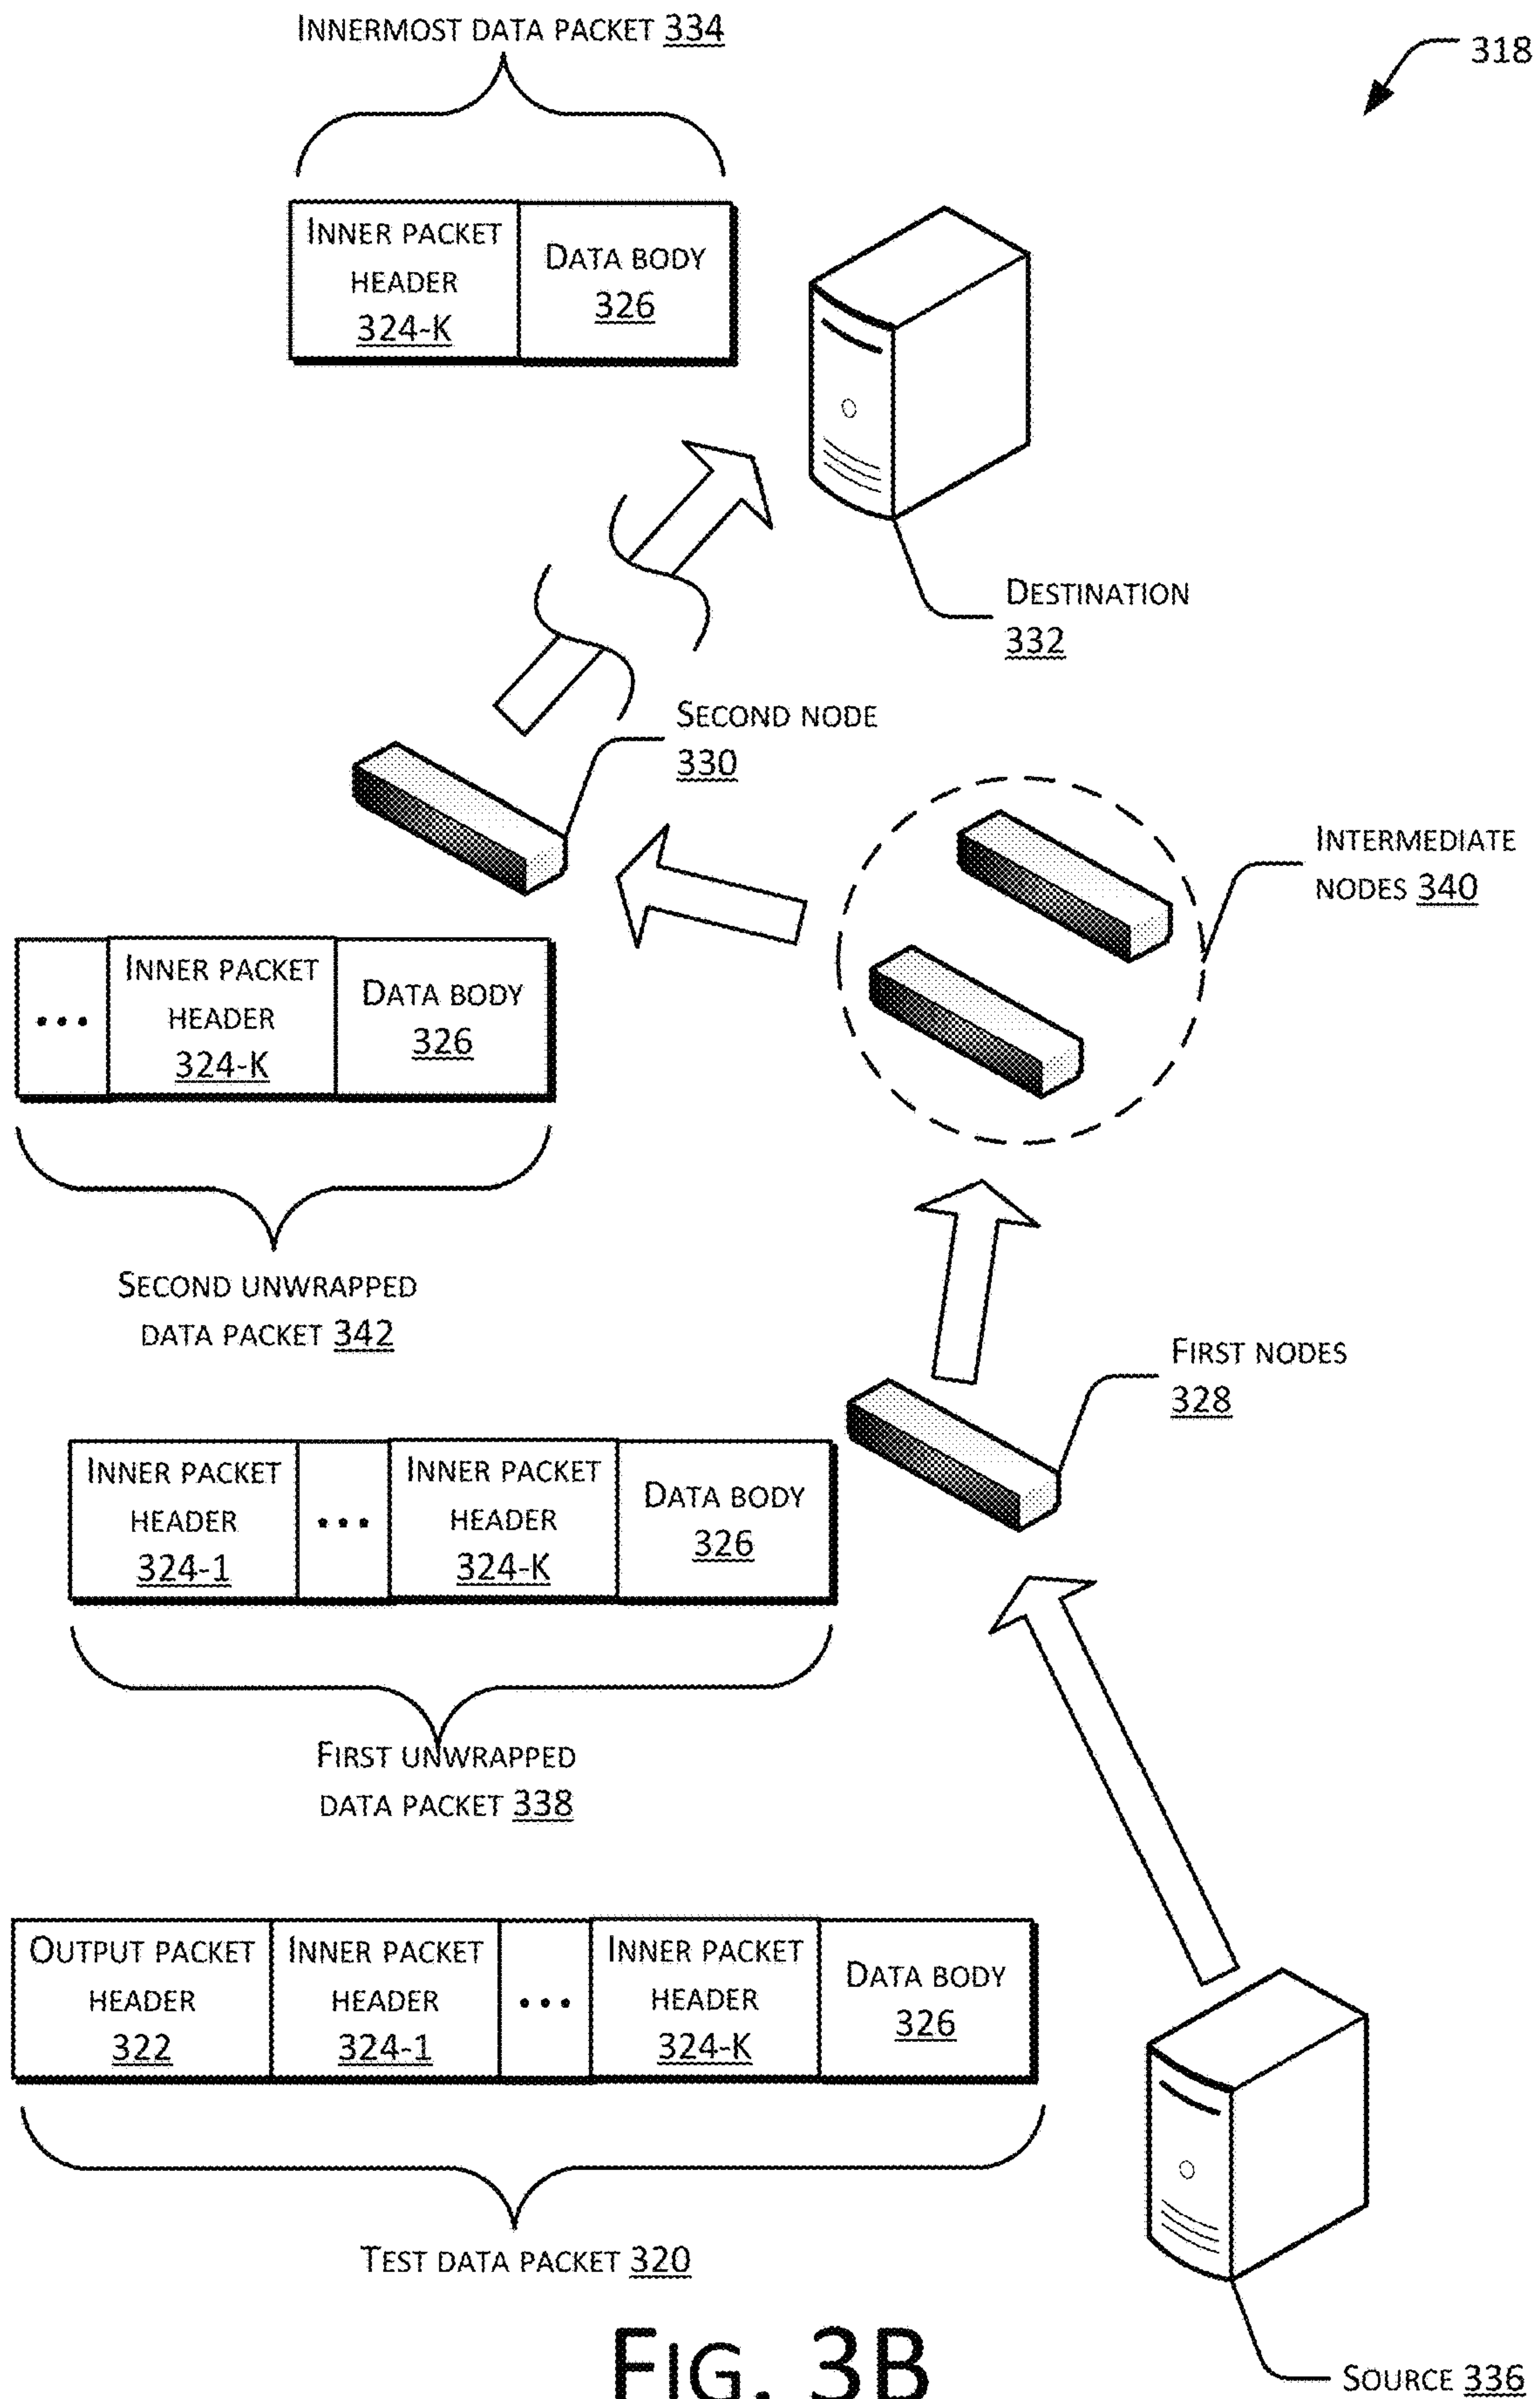 INNERMOST DATA PACKET 334
318
INNER PACKET
HEADER
324-K
DATA BODY
326
DESTINATION
332
SECOND NODE
330
INTERMEDIATE
NODES 340
...
INNER PACKET
HEADER
324-K
DATA BODY
326
SECOND UNWRAPPED
DATA PACKET 342
FIRST NODES
328
INNER PACKET
HEADER
324-1
...
INNER PACKET
HEADER
324-K
DATA BODY
326
FIRST UNWRAPPED
DATA PACKET 338
OUTPUT PACKET
HEADER
322
INNER PACKET
HEADER
324-1
...
INNER PACKET
HEADER
324-K
DATA BODY
326
TEST DATA PACKET 320
SOURCE 336
FIG. 3B